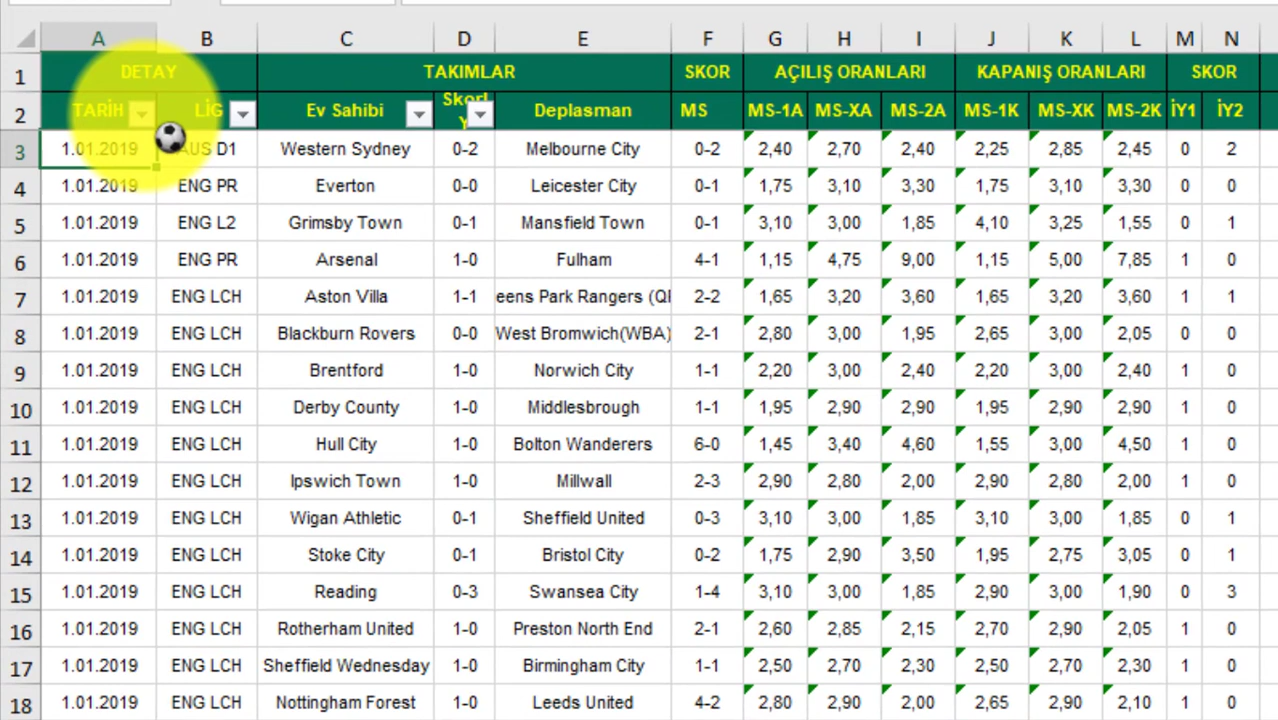 A B C D E F G H I J K L M N
1 DETAY TAKIMLAR SKOR AÇILIŞ ORANLARI KAPANIŞ ORANLARI SKOR
2 TARİH LİG Ev Sahibi Deplasman MS MS-1A MS-XA MS-2A MS-1K MS-XK MS-2K İY1 İY2
3 1.01.2019 AUS D1 Western Sydney 0-2 Melbourne City 0-2 2,40 2,70 2,40 2,25 2,85 2,45 0 2
4 1.01.2019 ENG PR Everton 0-0 Leicester City 0-1 1,75 3,10 3,30 1,75 3,10 3,30 0 0
5 1.01.2019 ENG L2 Grimsby Town 0-1 Mansfield Town 0-1 3,10 3,00 1,85 4,10 3,25 1,55 0 1
6 1.01.2019 ENG PR Arsenal 1-0 Fulham 4-1 1,15 4,75 9,00 1,15 5,00 7,85 1 0
7 1.01.2019 ENG LCH Aston Villa 1-1 eens Park Rangers (QI 2-2 1,65 3,20 3,60 1,65 3,20 3,60 1 1
8 1.01.2019 ENG LCH Blackburn Rovers 0-0 West Bromwich(WBA) 2-1 2,80 3,00 1,95 2,65 3,00 2,05 0 0
9 1.01.2019 ENG LCH Brentford 1-0 Norwich City 1-1 2,20 3,00 2,40 2,20 3,00 2,40 1 0
10 1.01.2019 ENG LCH Derby County 1-0 Middlesbrough 1-1 1,95 2,90 2,90 1,95 2,90 2,90 1 0
11 1.01.2019 ENG LCH Hull City 1-0 Bolton Wanderers 6-0 1,45 3,40 4,60 1,55 3,00 4,50 1 0
12 1.01.2019 ENG LCH Ipswich Town 1-0 Millwall 2-3 2,90 2,80 2,00 2,90 2,80 2,00 1 0
13 1.01.2019 ENG LCH Wigan Athletic 0-1 Sheffield United 0-3 3,10 3,00 1,85 3,10 3,00 1,85 0 1
14 1.01.2019 ENG LCH Stoke City 0-1 Bristol City 0-2 1,75 2,90 3,50 1,95 2,75 3,05 0 1
15 1.01.2019 ENG LCH Reading 0-3 Swansea City 1-4 3,10 3,00 1,85 2,90 3,00 1,90 0 3
16 1.01.2019 ENG LCH Rotherham United 1-0 Preston North End 2-1 2,60 2,85 2,15 2,70 2,90 2,05 1 0
17 1.01.2019 ENG LCH Sheffield Wednesday 1-0 Birmingham City 1-1 2,50 2,70 2,30 2,50 2,70 2,30 1 0
18 1.01.2019 ENG LCH Nottingham Forest 1-0 Leeds United 4-2 2,80 2,90 2,00 2,65 2,90 2,10 1 0